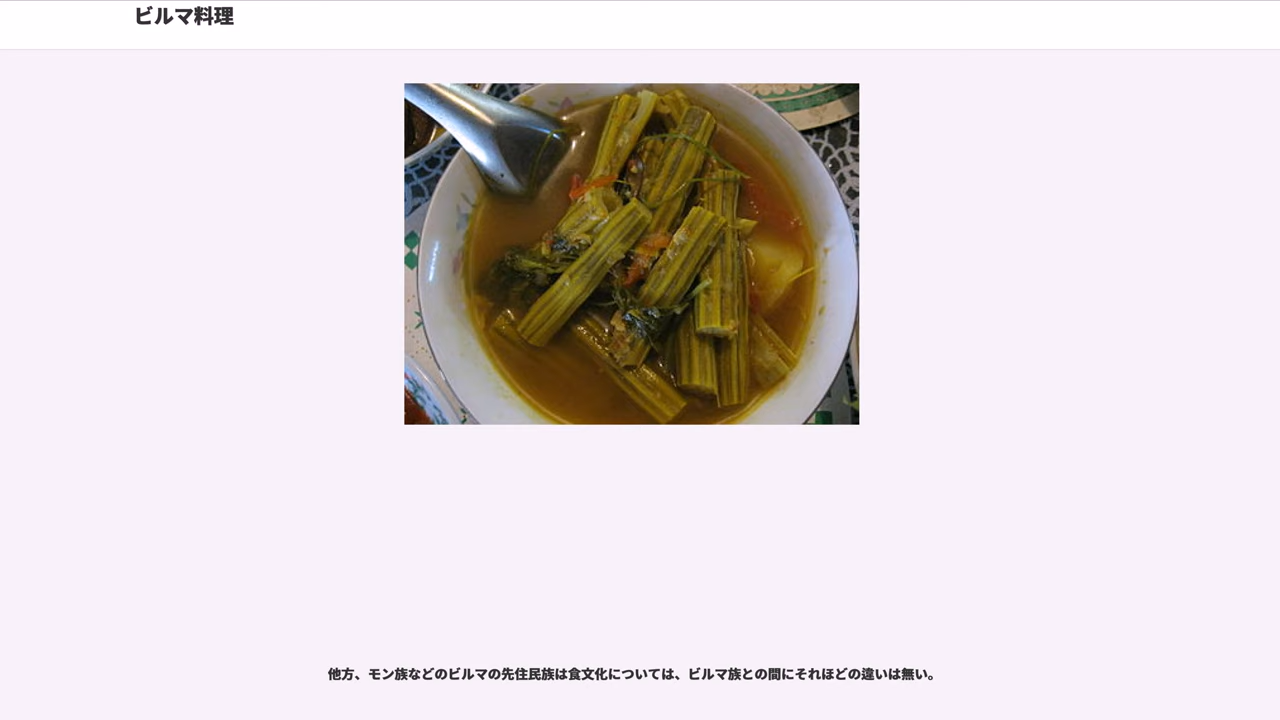 ビルマ料理
他方、モン族などのビルマの先住民族は食文化については、ビルマ族との間にそれほどの違いは無い。